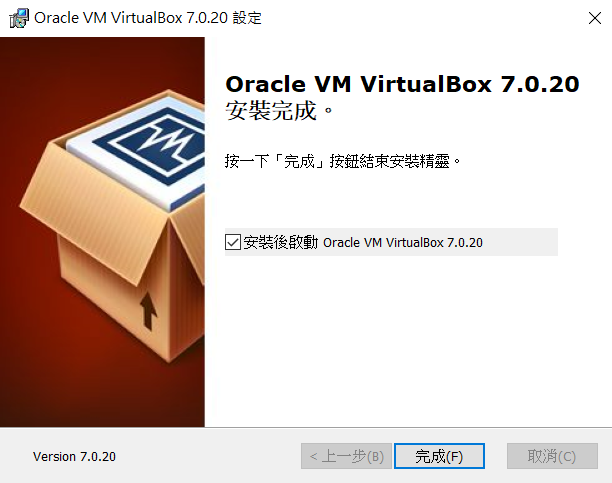 Oracle VM VirtualBox 7.0.20 設定
Oracle VM VirtualBox 7.0.20
安裝完成。
按一下「完成」按鈕結束安裝精靈。
安裝後啟動 Oracle VM VirtualBox 7.0.20
Version 7.0.20
< 上一步(B)
完成(F)
取消(C)